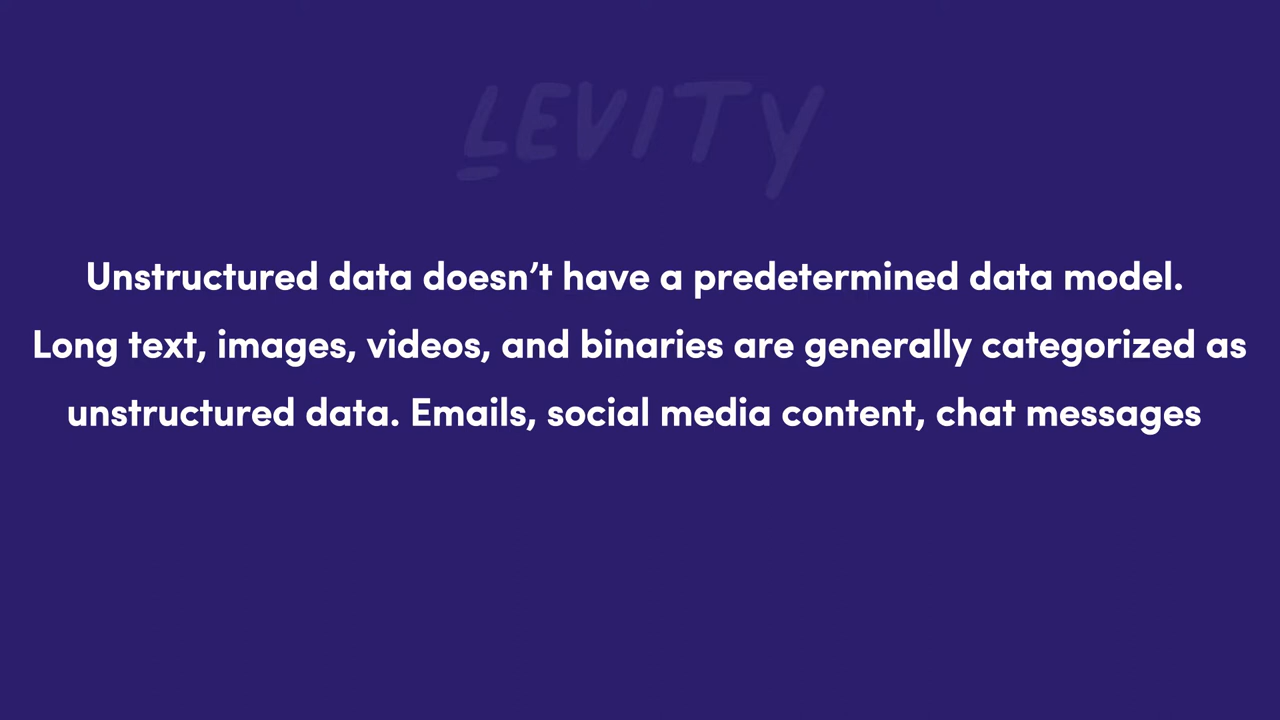 LEVITY
Unstructured data doesn’t have a predetermined data model.
Long text, images, videos, and binaries are generally categorized as
unstructured data. Emails, social media content, chat messages